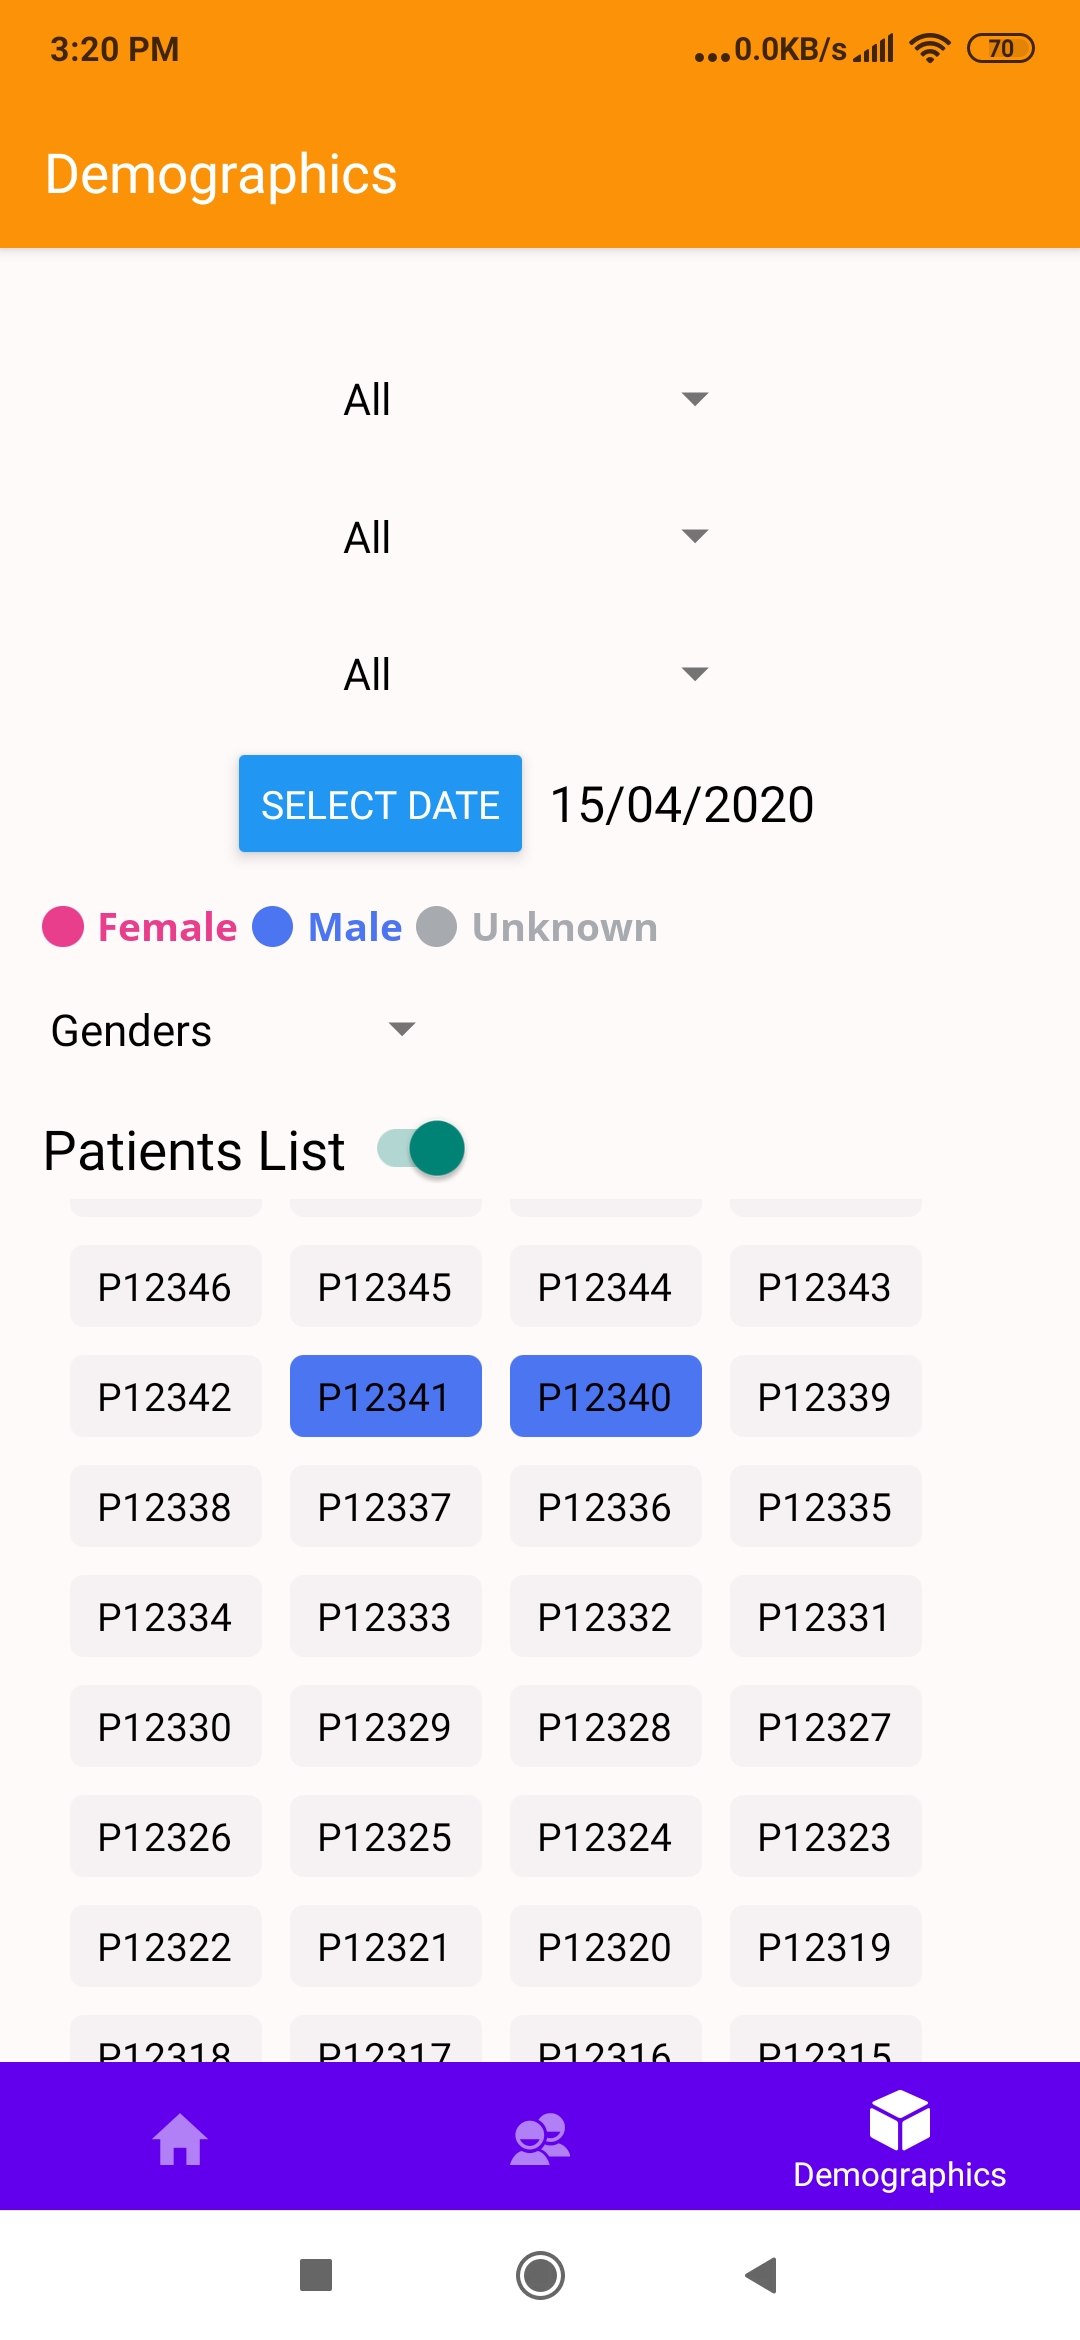 3:20 PM
...0.0KB/s 70
Demographics
All
All
All
SELECT DATE 15/04/2020
Female Male Unknown
Genders
Patients List
P12346 P12345 P12344 P12343
P12342 P12341 P12340 P12339
P12338 P12337 P12336 P12335
P12334 P12333 P12332 P12331
P12330 P12329 P12328 P12327
P12326 P12325 P12324 P12323
P12322 P12321 P12320 P12319
P12318 P12317 P12316 P12315
Demographics